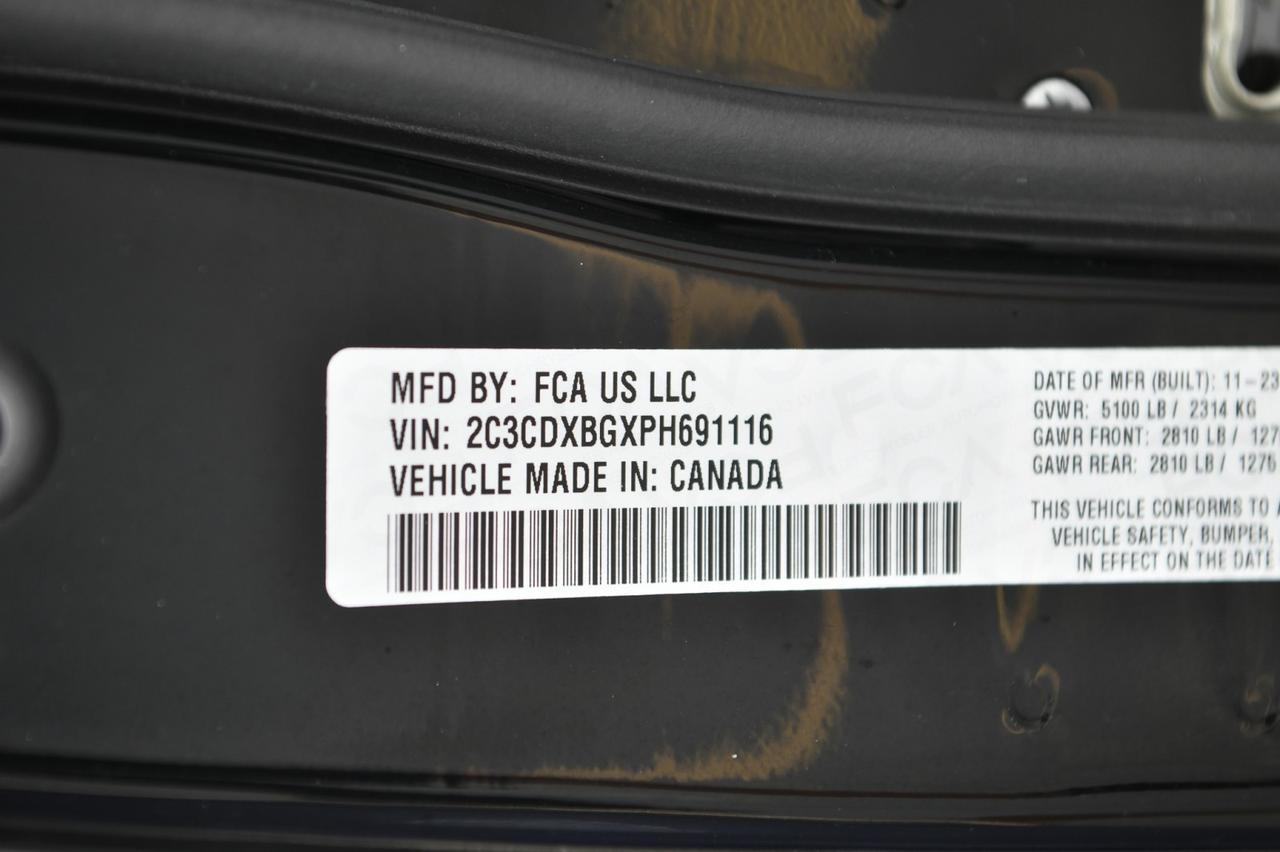 MFD BY: FCA US LLC
VIN: 2C3CDXBGXPH691116
VEHICLE MADE IN: CANADA
DATE OF MFR (BUILT): 11-23
GVWR: 5100 LB / 2314 KG
GAWR FRONT: 2810 LB / 127
GAWR REAR: 2810 LB / 1275
THIS VEHICLE CONFORMS TO A
VEHICLE SAFETY, BUMPER,
IN EFFECT ON THE DATE